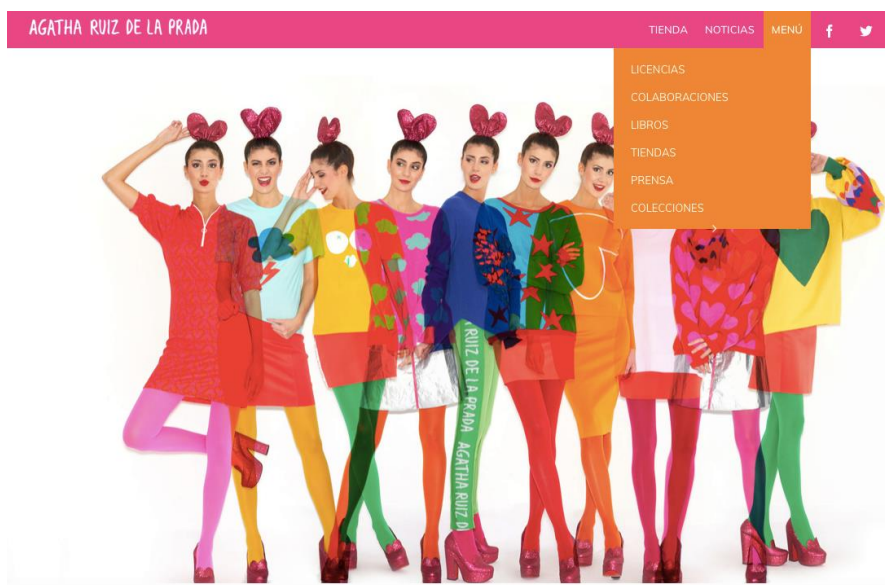 AGATHA RUIZ DE LA PRADA
TIENDA NOTICIAS MENÚ
LICENCIAS
COLABORACIONES
LIBROS
TIENDAS
PRENSA
COLECCIONES
RUIZ DE LA PRADA AGATHA RUIZ D